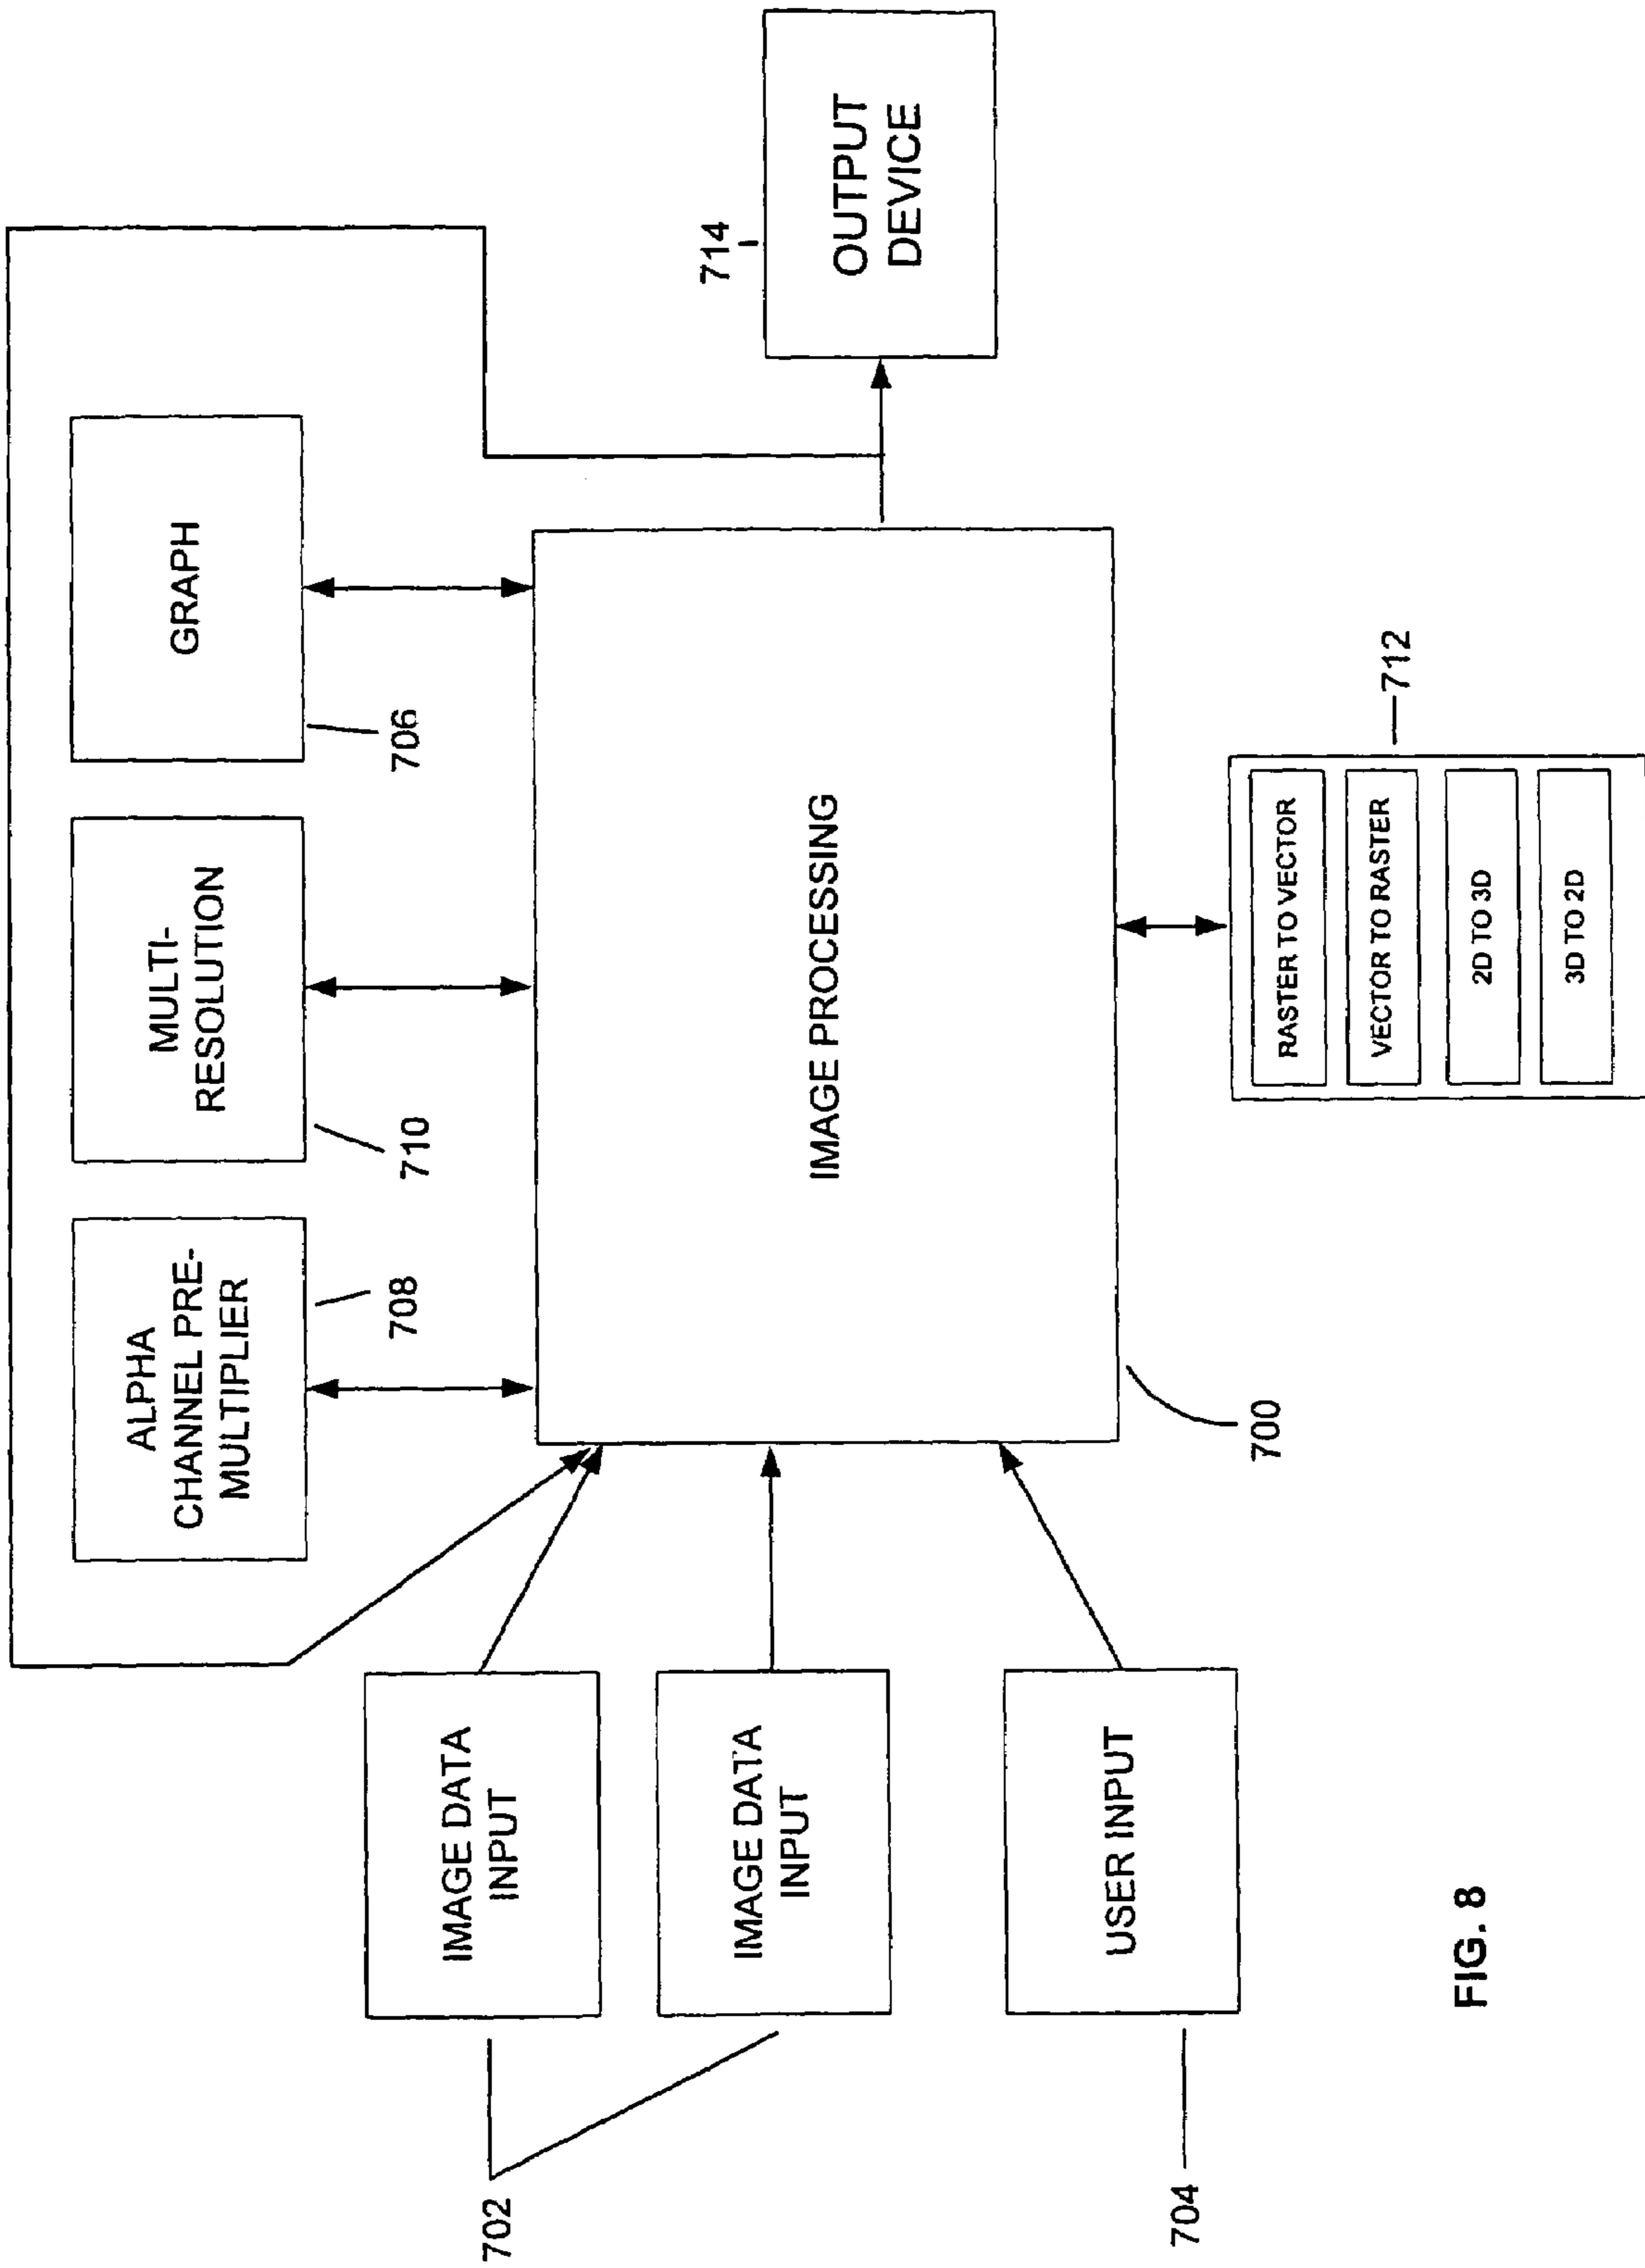 ALPHA
CHANNEL PRE-
MULTIPLIER
708
MULTI-
RESOLUTION
710
GRAPH
706
IMAGE DATA
INPUT
IMAGE DATA
INPUT
702
USER INPUT
704
IMAGE PROCESSING
700
714
OUTPUT
DEVICE
RASTER TO VECTOR
VECTOR TO RASTER
2D TO 3D
3D TO 2D
712
FIG. 8